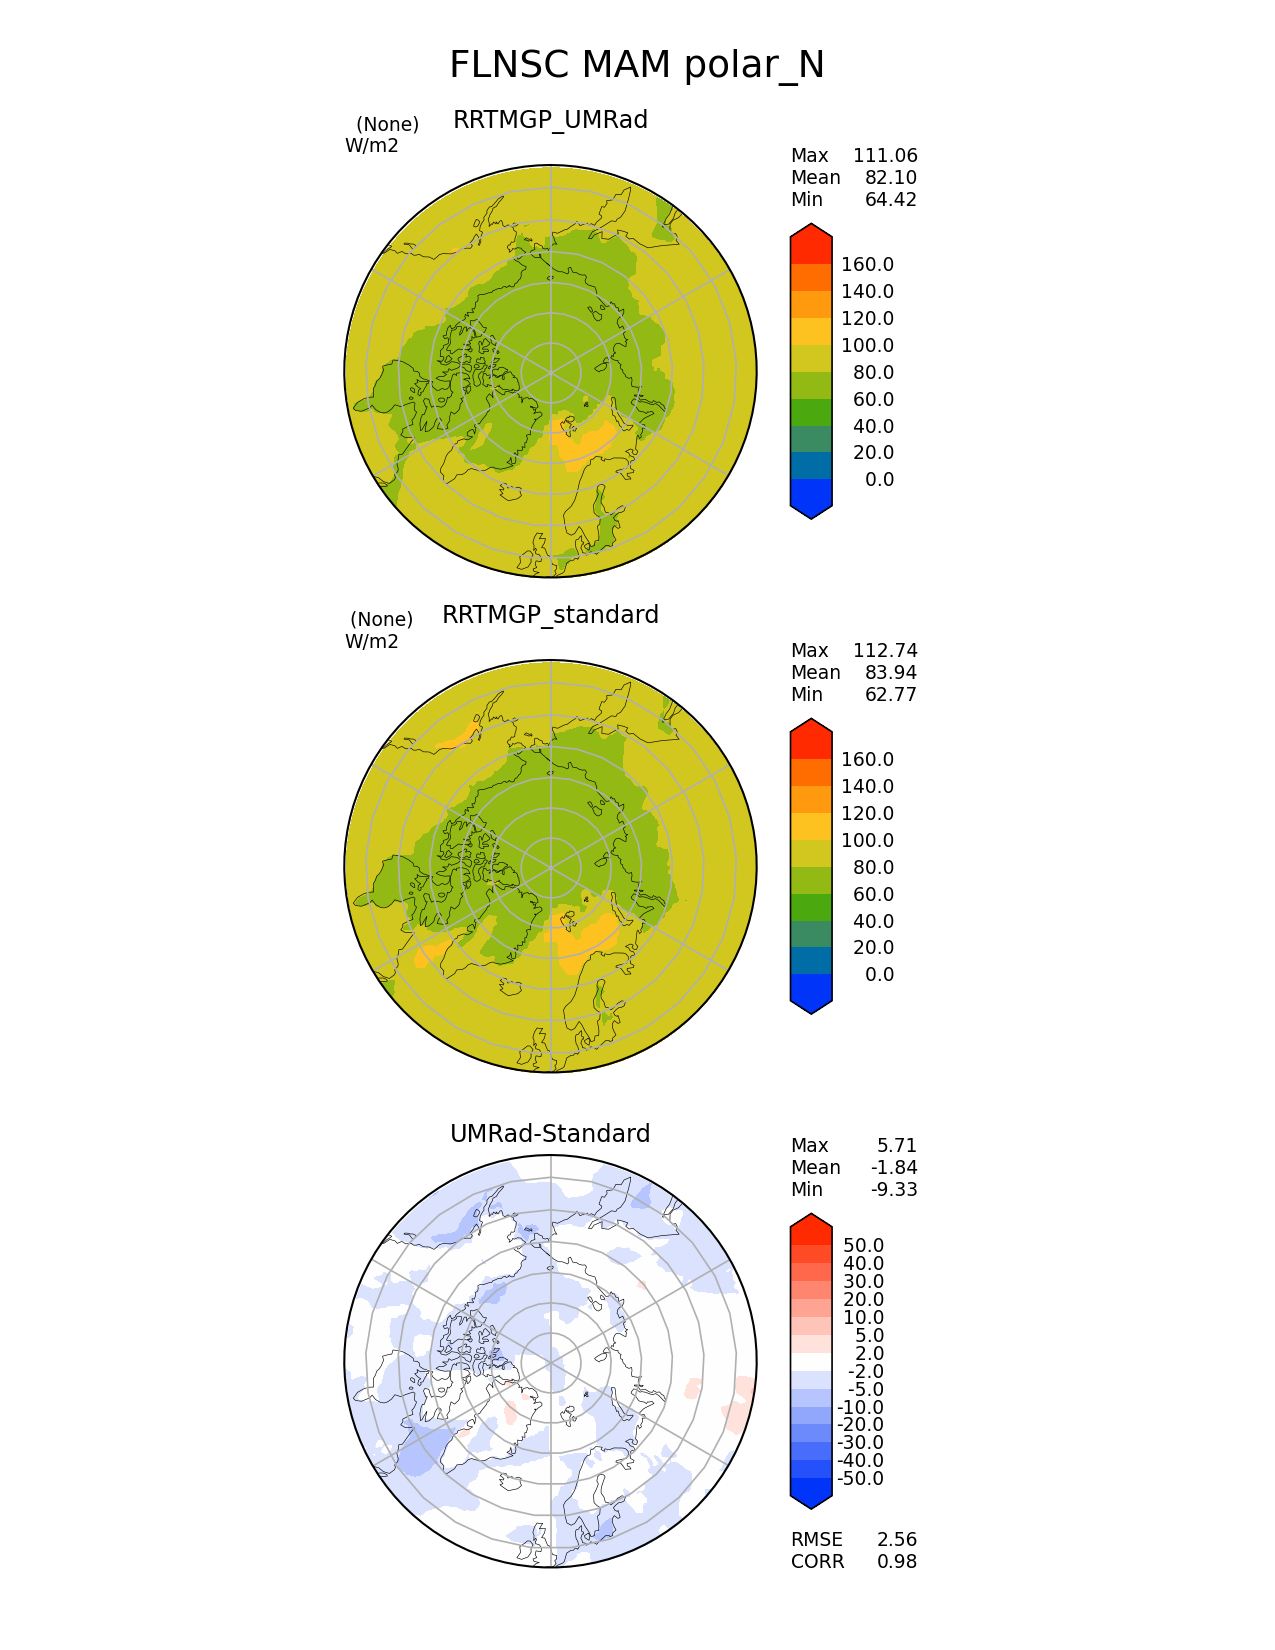 FLNSC MAM polar_N
(None)
RRTMGP_UMRad
W/m2
Max 111.06
Mean 82.10
Min 64.42
160.0
140.0
120.0
100.0
80.0
60.0
40.0
20.0
0.0
(None)
RRTMGP_standard
W/m2
Max 112.74
Mean 83.94
Min 62.77
160.0
140.0
120.0
100.0
80.0
60.0
40.0
20.0
0.0
UMRad-Standard
Max 5.71
Mean -1.84
Min -9.33
50.0
40.0
30.0
20.0
10.0
5.0
2.0
-2.0
-5.0
-10.0
-20.0
-30.0
-40.0
-50.0
RMSE 2.56
CORR 0.98